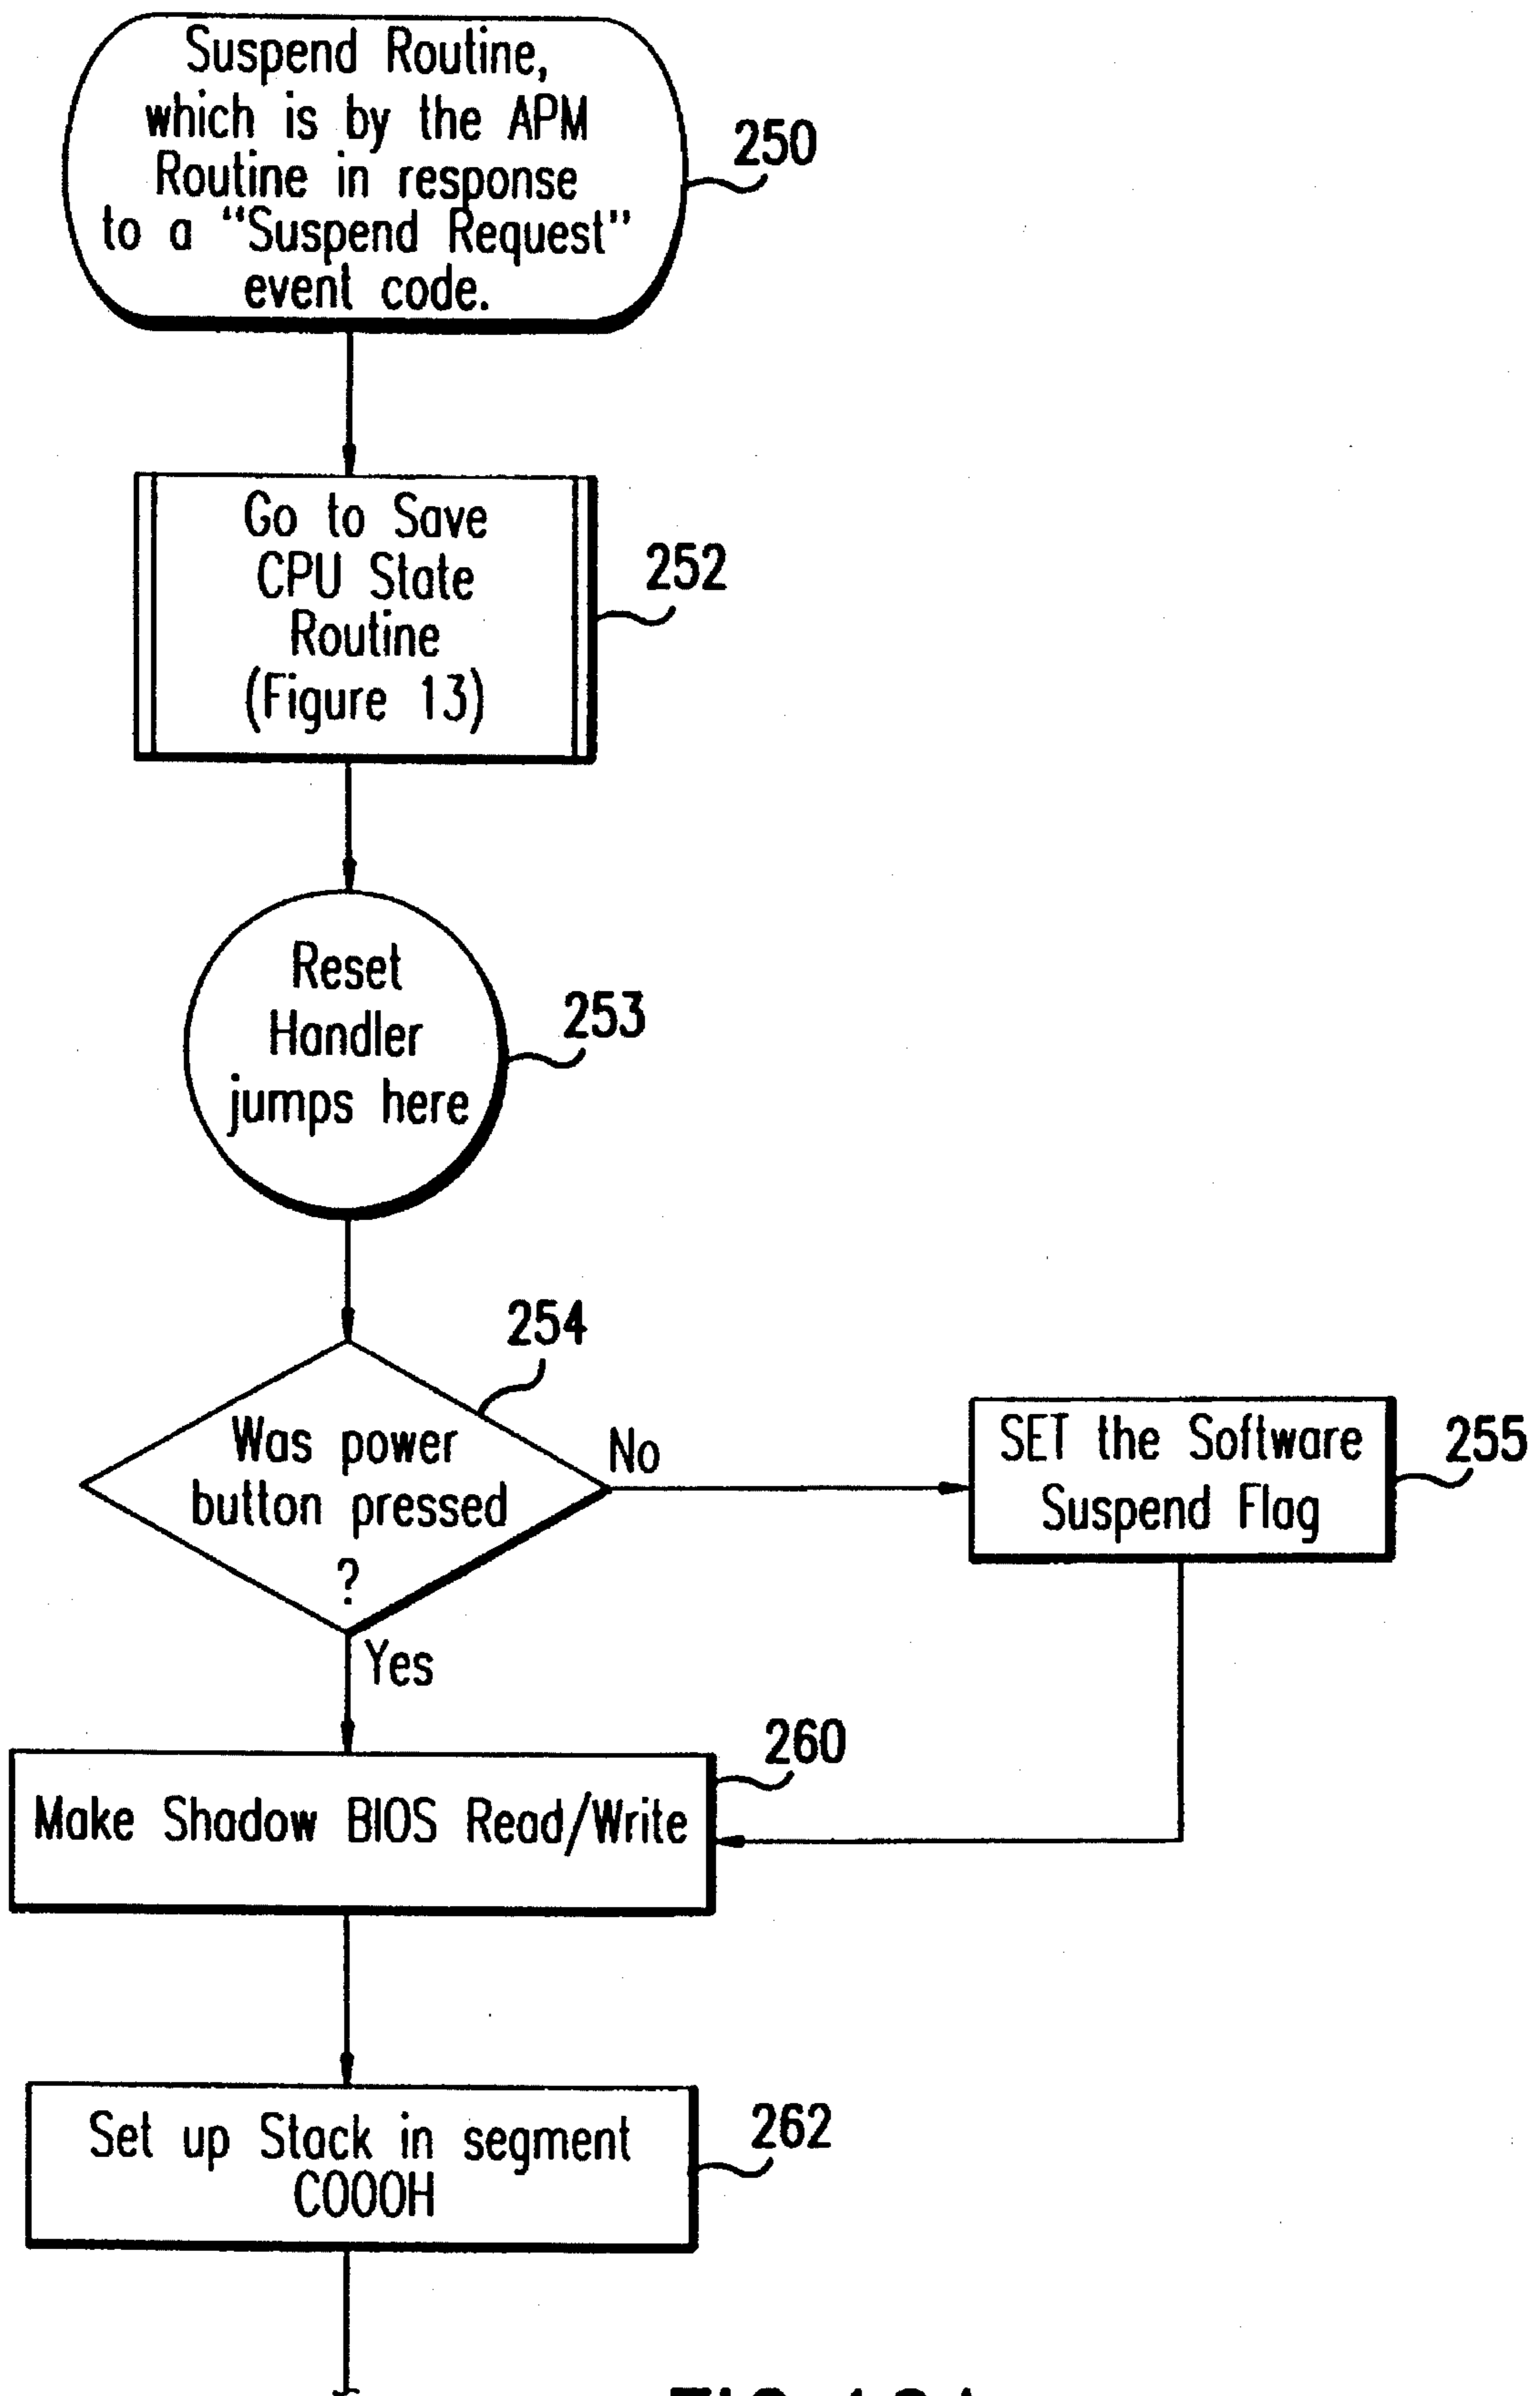 Suspend Routine,
which is by the APM
Routine in response
to a "Suspend Request"
event code.
250
Go to Save
CPU State
Routine
(Figure 13)
252
Reset
Handler
jumps here
253
254
Was power
button pressed
?
No
SET the Software
Suspend Flag
255
Yes
260
Make Shadow BIOS Read/Write
Set up Stack in segment
C000H
262